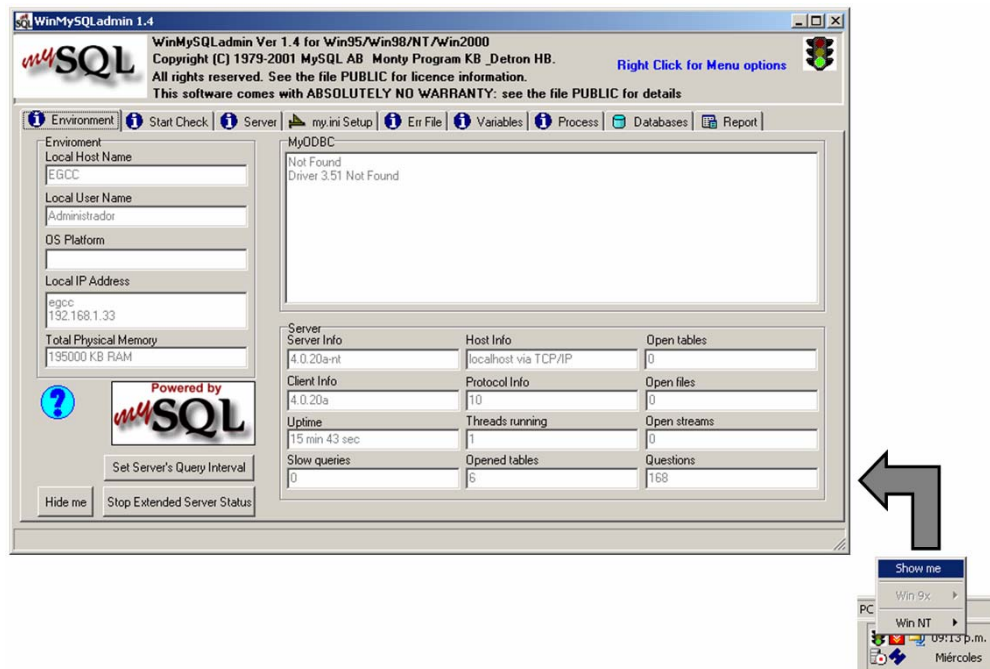 WinMySQLadmin 1.4
mySQL
WinMySQLadmin Ver 1.4 for Win95/Win98/NT/Win2000
Copyright (C) 1979-2001 MySQL AB Monty Program KB _Detron HB.
All rights reserved. See the file PUBLIC for licence information.
This software comes with ABSOLUTELY NO WARRANTY: see the file PUBLIC for details
Right Click for Menu options
Environment Start Check Server my.ini Setup Err File Variables Process Databases Report
Enviroment
Local Host Name
EGCC
Local User Name
Administrador
OS Platform
Local IP Address
egcc
192.168.1.33
Total Physical Memory
195000 KB RAM
?
Powered by
mySQL
Set Server's Query Interval
Hide me Stop Extended Server Status
MyODBC
Not Found
Driver 3.51 Not Found
Server
Server Info Host Info Open tables
4.0.20a-nt localhost via TCP/IP 0
Client Info Protocol Info Open files
4.0.20a 10 0
Uptime Threads running Open streams
15 min 43 sec 1 0
Slow queries Opened tables Questions
0 6 168
Show me
Win 9x
PC
Win NT
09:13 p.m.
Miércoles